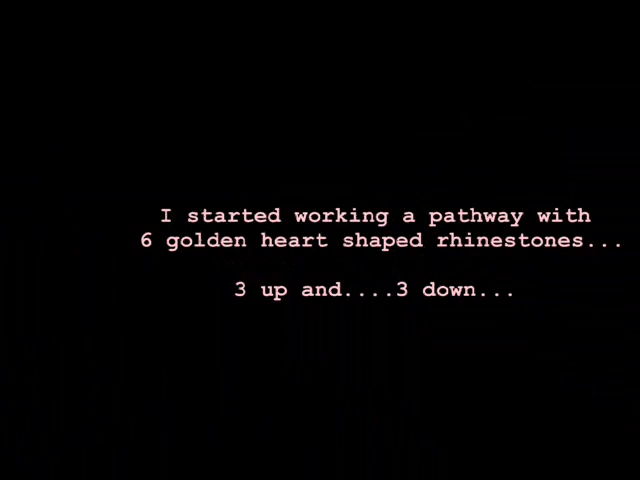 I started working a pathway with
6 golden heart shaped rhinestones...
3 up and....3 down...